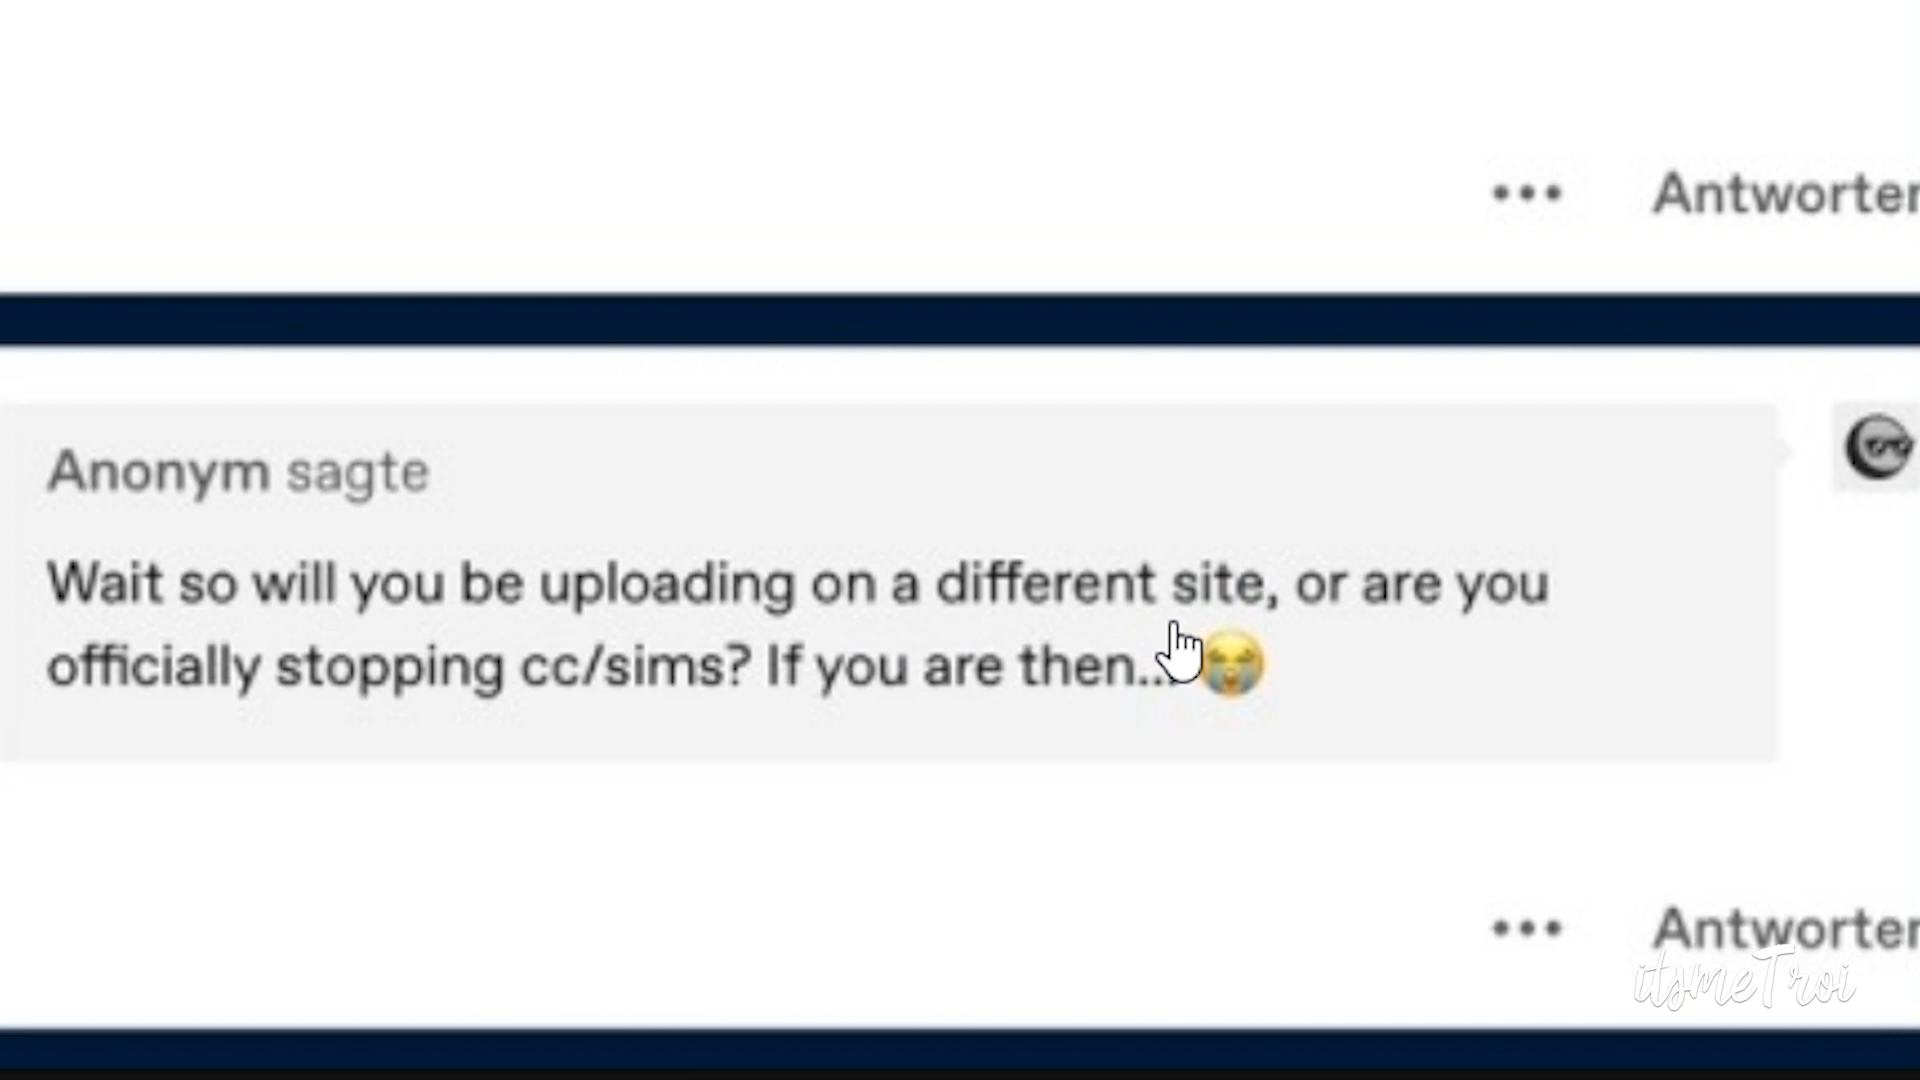 ••• Antworten
Anonym sagte
Wait so will you be uploading on a different site, or are you
officially stopping cc/sims? If you are then...😭
••• Antworten
itsmeTroi